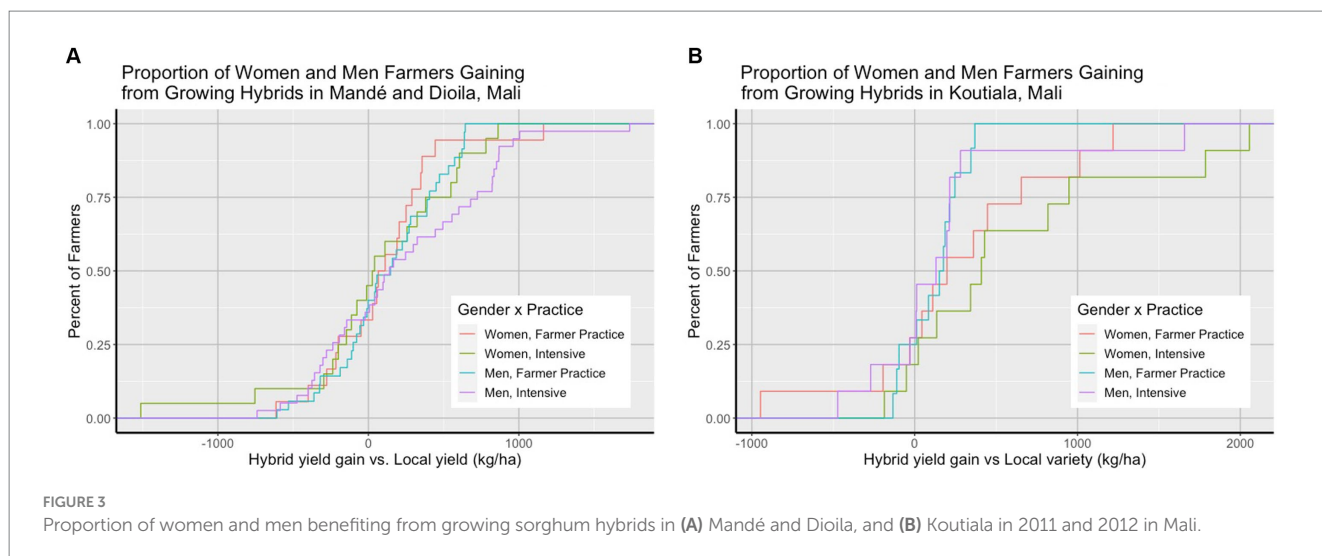 A
Proportion of Women and Men Farmers Gaining
from Growing Hybrids in Mandé and Dioila, Mali
1.00
0.75
0.50
0.25
0.00
Percent of Farmers
-1000
0
1000
Hybrid yield gain vs. Local yield (kg/ha)
Gender x Practice
Women, Farmer Practice
Women, Intensive
Men, Farmer Practice
Men, Intensive
B
Proportion of Women and Men Farmers Gaining
from Growing Hybrids in Koutiala, Mali
1.00
0.75
0.50
0.25
0.00
Percent of Farmers
-1000
0
1000
2000
Hybrid yield gain vs Local variety (kg/ha)
Gender x Practice
Women, Farmer Practice
Women, Intensive
Men, Farmer Practice
Men, Intensive
FIGURE 3
Proportion of women and men benefiting from growing sorghum hybrids in (A) Mandé and Dioila, and (B) Koutiala in 2011 and 2012 in Mali.